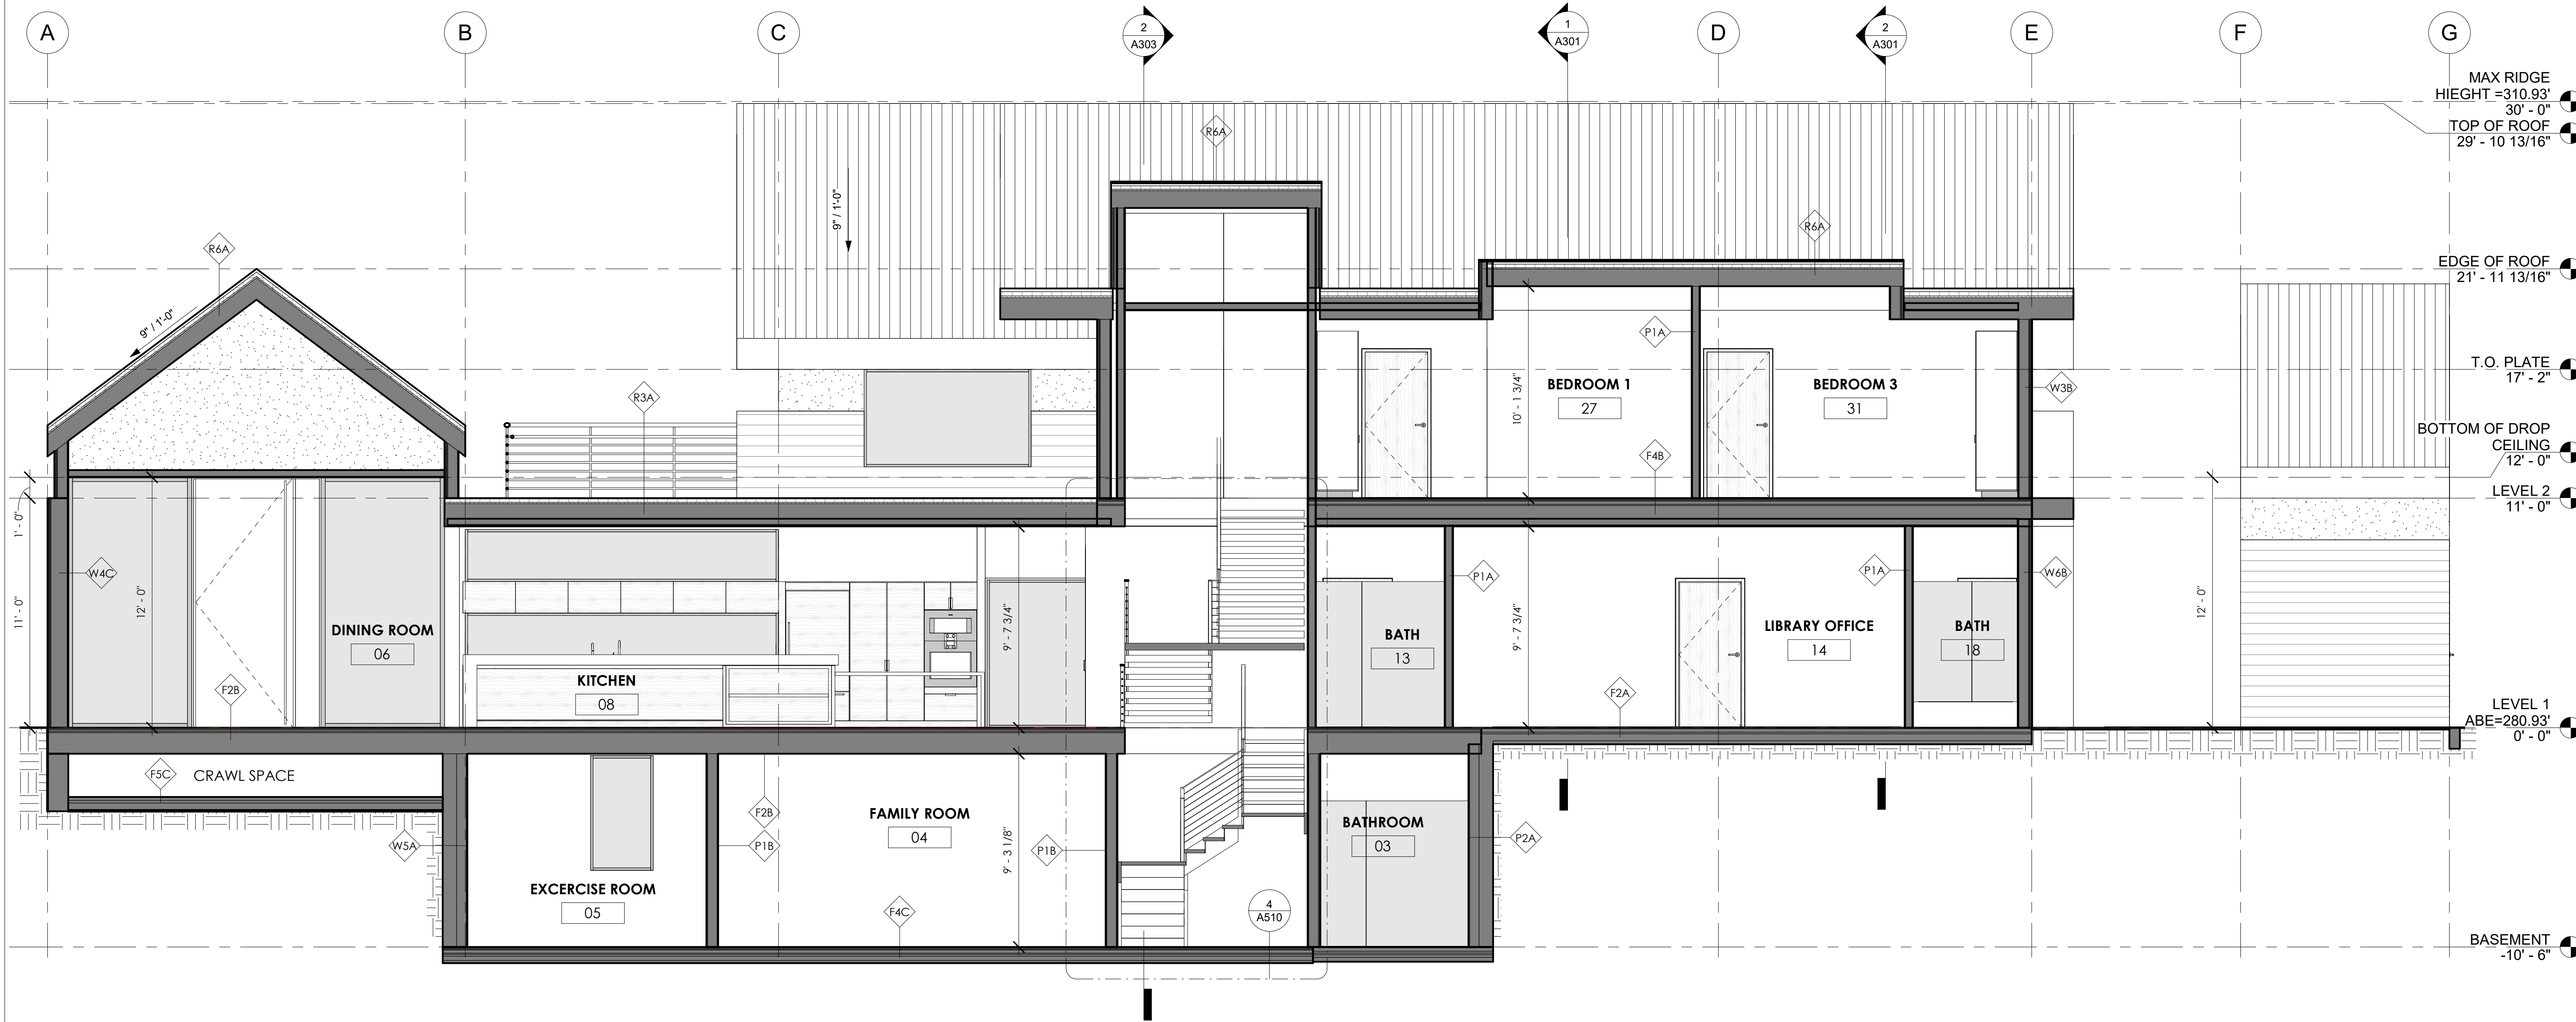 A
B
C
2
A303
1
A301
D
2
A301
E
F
G
MAX RIDGE
HIEGHT =310.93'
30' - 0"
TOP OF ROOF
29' - 10 13/16"
R6A
9" / 1'-0"
R6A
R6A
EDGE OF ROOF
21' - 11 13/16"
9" / 1'-0"
P1A
T.O. PLATE
17' - 2"
R3A
BEDROOM 1
27
10' - 1 3/4"
BEDROOM 3
31
W3B
BOTTOM OF DROP
CEILING
12' - 0"
F4B
LEVEL 2
11' - 0"
1' - 0"
W4C
P1A
P1A
W6B
11' - 0"
12' - 0"
DINING ROOM
06
9' - 7 3/4"
BATH
13
9' - 7 3/4"
LIBRARY OFFICE
14
BATH
18
12' - 0"
F2B
KITCHEN
08
F2A
LEVEL 1
ABE=280.93'
0' - 0"
F5C
CRAWL SPACE
F2B
FAMILY ROOM
04
BATHROOM
03
P2A
W5A
P1B
9' - 3 1/8"
P1B
EXCERCISE ROOM
05
F4C
4
A510
BASEMENT
-10' - 6"